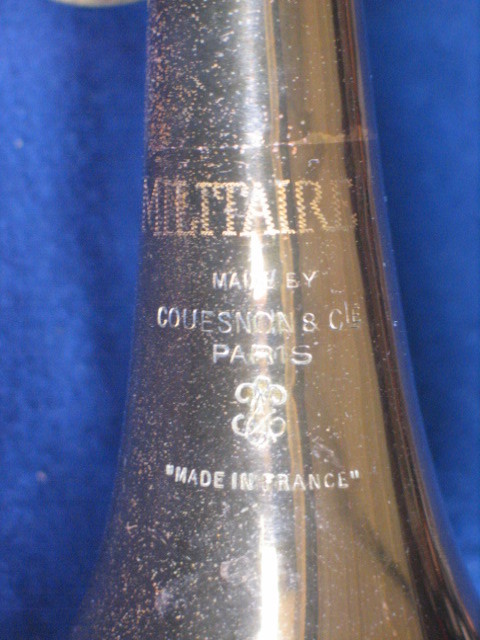 MILITAIRE
MADE BY
COUESNON & CIE
PARIS
"MADE IN FRANCE"